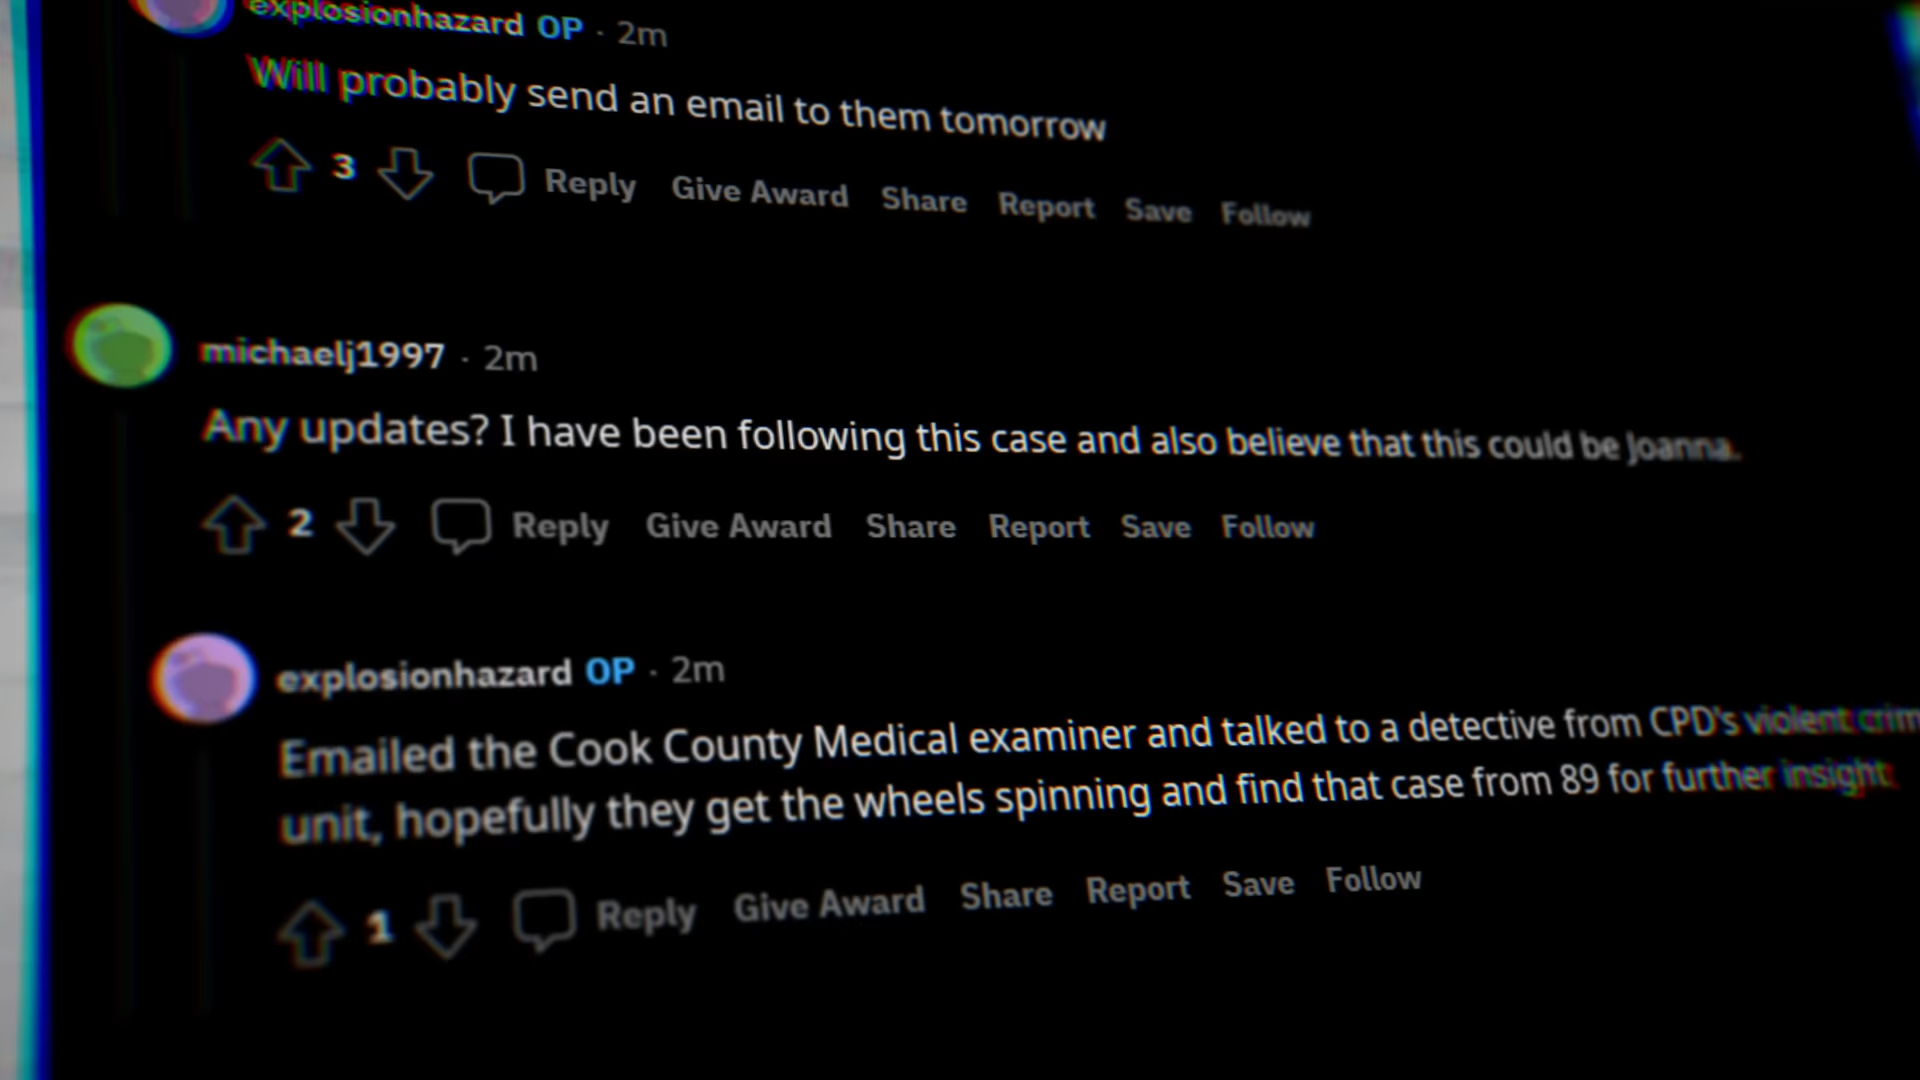 explosionhazard OP · 2m
Will probably send an email to them tomorrow
3 Reply Give Award Share Report Save Follow
michaelj1997 · 2m
Any updates? I have been following this case and also believe that this could be Joanna.
2 Reply Give Award Share Report Save Follow
explosionhazard OP · 2m
Emailed the Cook County Medical examiner and talked to a detective from CPD's violent crim
unit, hopefully they get the wheels spinning and find that case from 89 for further insight
1 Reply Give Award Share Report Save Follow